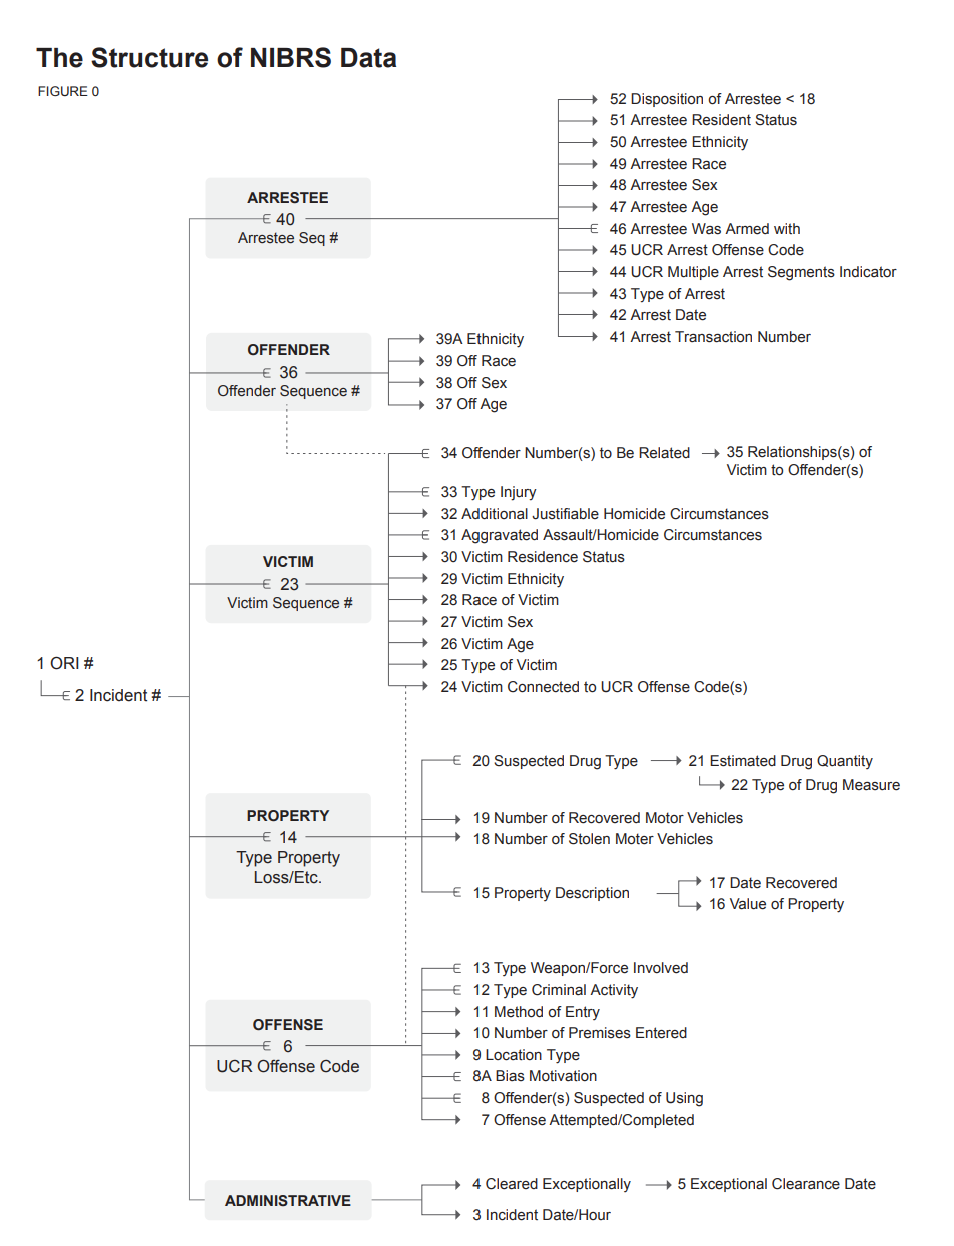 The Structure of NIBRS Data
FIGURE 0
52 Disposition of Arrestee < 18
51 Arrestee Resident Status
50 Arrestee Ethnicity
49 Arrestee Race
48 Arrestee Sex
47 Arrestee Age
46 Arrestee Was Armed with
45 UCR Arrest Offense Code
44 UCR Multiple Arrest Segments Indicator
43 Type of Arrest
42 Arrest Date
41 Arrest Transaction Number
ARRESTEE
40
Arrestee Seq #
OFFENDER
36
Offender Sequence #
39A Ethnicity
39 Off Race
38 Off Sex
37 Off Age
34 Offender Number(s) to Be Related
35 Relationships(s) of
Victim to Offender(s)
33 Type Injury
32 Additional Justifiable Homicide Circumstances
31 Aggravated Assault/Homicide Circumstances
30 Victim Residence Status
29 Victim Ethnicity
28 Race of Victim
27 Victim Sex
26 Victim Age
25 Type of Victim
24 Victim Connected to UCR Offense Code(s)
VICTIM
23
Victim Sequence #
1 ORI #
2 Incident #
20 Suspected Drug Type
21 Estimated Drug Quantity
22 Type of Drug Measure
19 Number of Recovered Motor Vehicles
18 Number of Stolen Moter Vehicles
15 Property Description
17 Date Recovered
16 Value of Property
PROPERTY
14
Type Property
Loss/Etc.
13 Type Weapon/Force Involved
12 Type Criminal Activity
11 Method of Entry
10 Number of Premises Entered
9 Location Type
8A Bias Motivation
8 Offender(s) Suspected of Using
7 Offense Attempted/Completed
OFFENSE
6
UCR Offense Code
ADMINISTRATIVE
4 Cleared Exceptionally
5 Exceptional Clearance Date
3 Incident Date/Hour